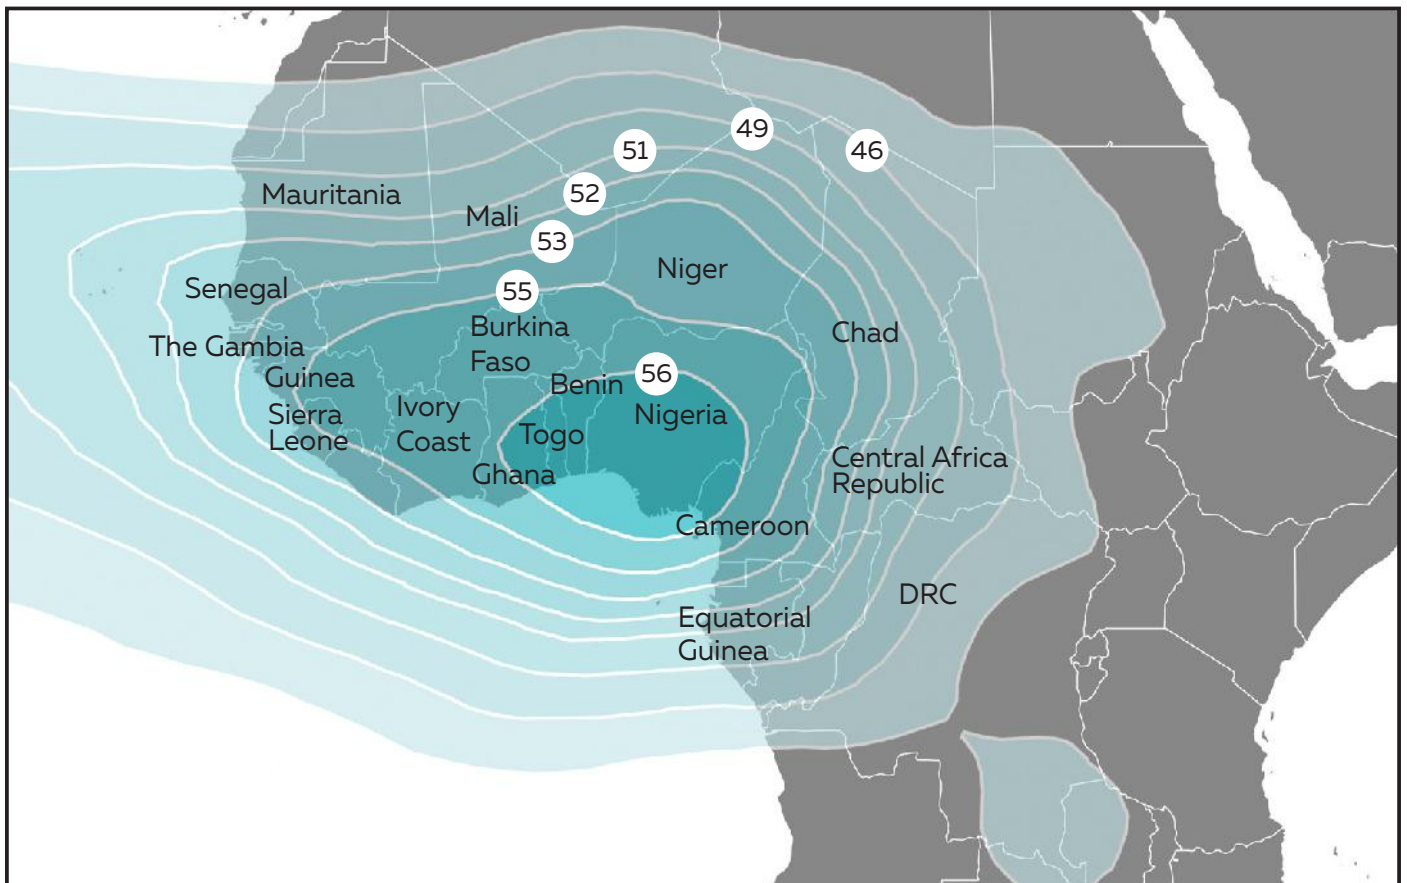 49
51
46
52
Mauritania
Mali
53
Niger
Senegal
55
Burkina
Faso
Chad
The Gambia
Guinea
56
Benin
Ivory
Coast
Sierra
Leone
Nigeria
Togo
Ghana
Central Africa
Republic
Cameroon
DRC
Equatorial
Guinea